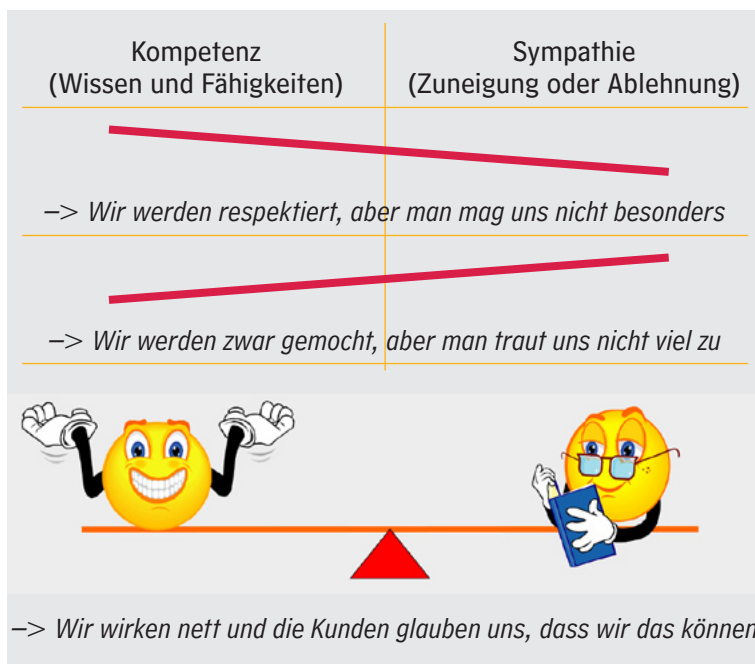 Kompetenz
(Wissen und Fähigkeiten)
Sympathie
(Zuneigung oder Ablehnung)
–> Wir werden respektiert, aber man mag uns nicht besonders
–> Wir werden zwar gemocht, aber man traut uns nicht viel zu
–> Wir wirken nett und die Kunden glauben uns, dass wir das können